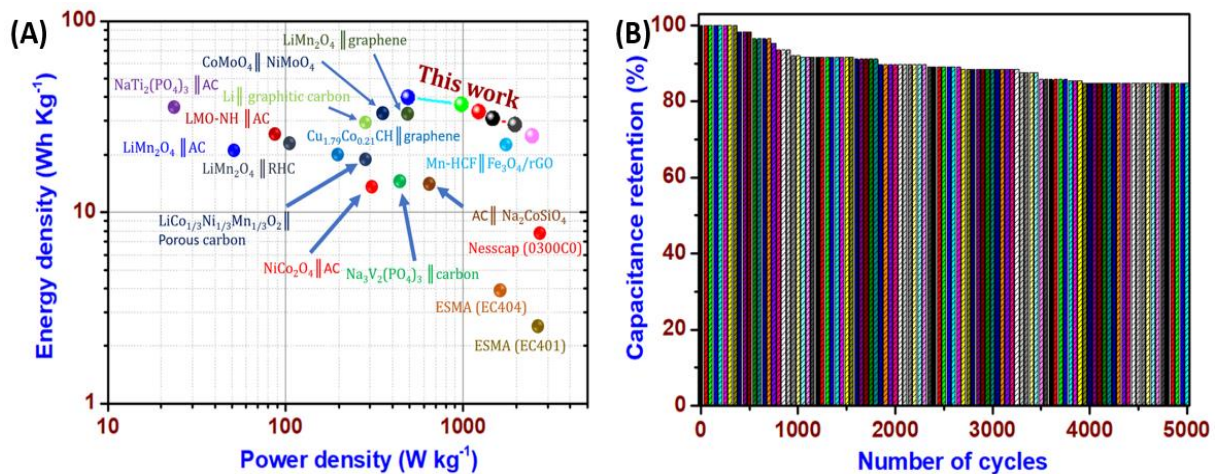 (A)
Energy density (Wh Kg⁻¹)
100
10
1
LiMn₂O₄ ‖ graphene
CoMoO₄ ‖ NiMoO₄
This work
NaTi₂(PO₄)₃ ‖ AC
Li ‖ graphitic carbon
LMO-NH ‖ AC
Cu₁.₇₉Co₀.₂₁CH ‖ graphene
LiMn₂O₄ ‖ AC
Mn-HCF ‖ Fe₃O₄/rGO
LiMn₂O₄ ‖ RHC
LiCo₁/₃Ni₁/₃Mn₁/₃O₂ ‖
Porous carbon
AC ‖ Na₂CoSiO₄
Nesscap (0300C0)
NiCo₂O₄ ‖ AC
Na₃V₂(PO₄)₃ ‖ carbon
ESMA (EC404)
ESMA (EC401)
10 100 1000
Power density (W kg⁻¹)
(B)
Capacitance retention (%)
100
80
60
40
20
0
0 1000 2000 3000 4000 5000
Number of cycles